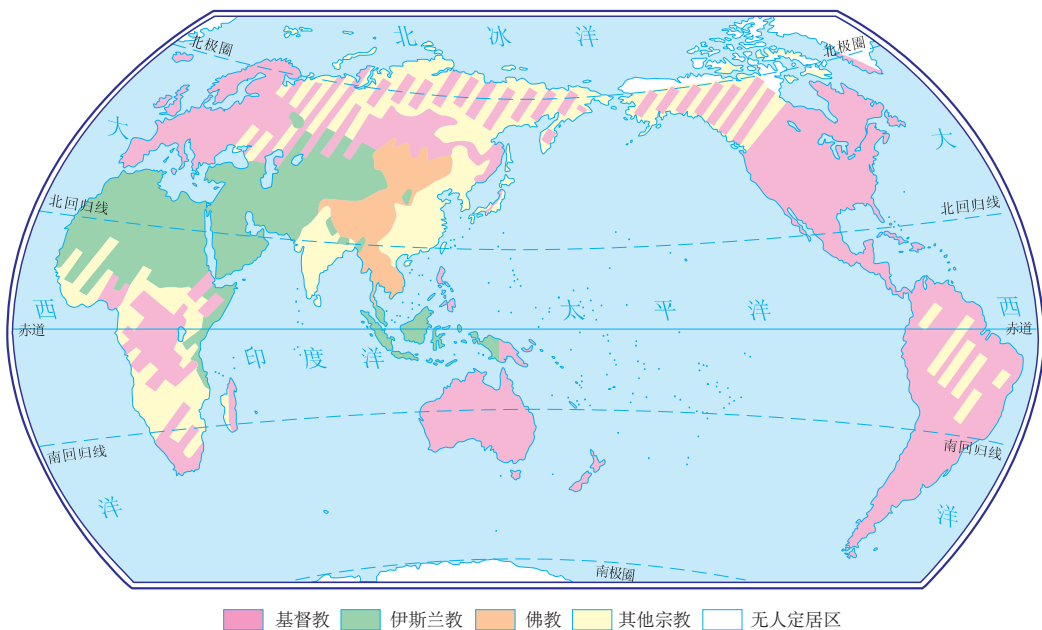 北冰洋
北极圈
北极圈
大
大
北回归线
北回归线
西
太平洋
西
赤道
赤道
印度洋
南回归线
南回归线
洋
洋
南极圈
基督教 伊斯兰教 佛教 其他宗教 无人定居区